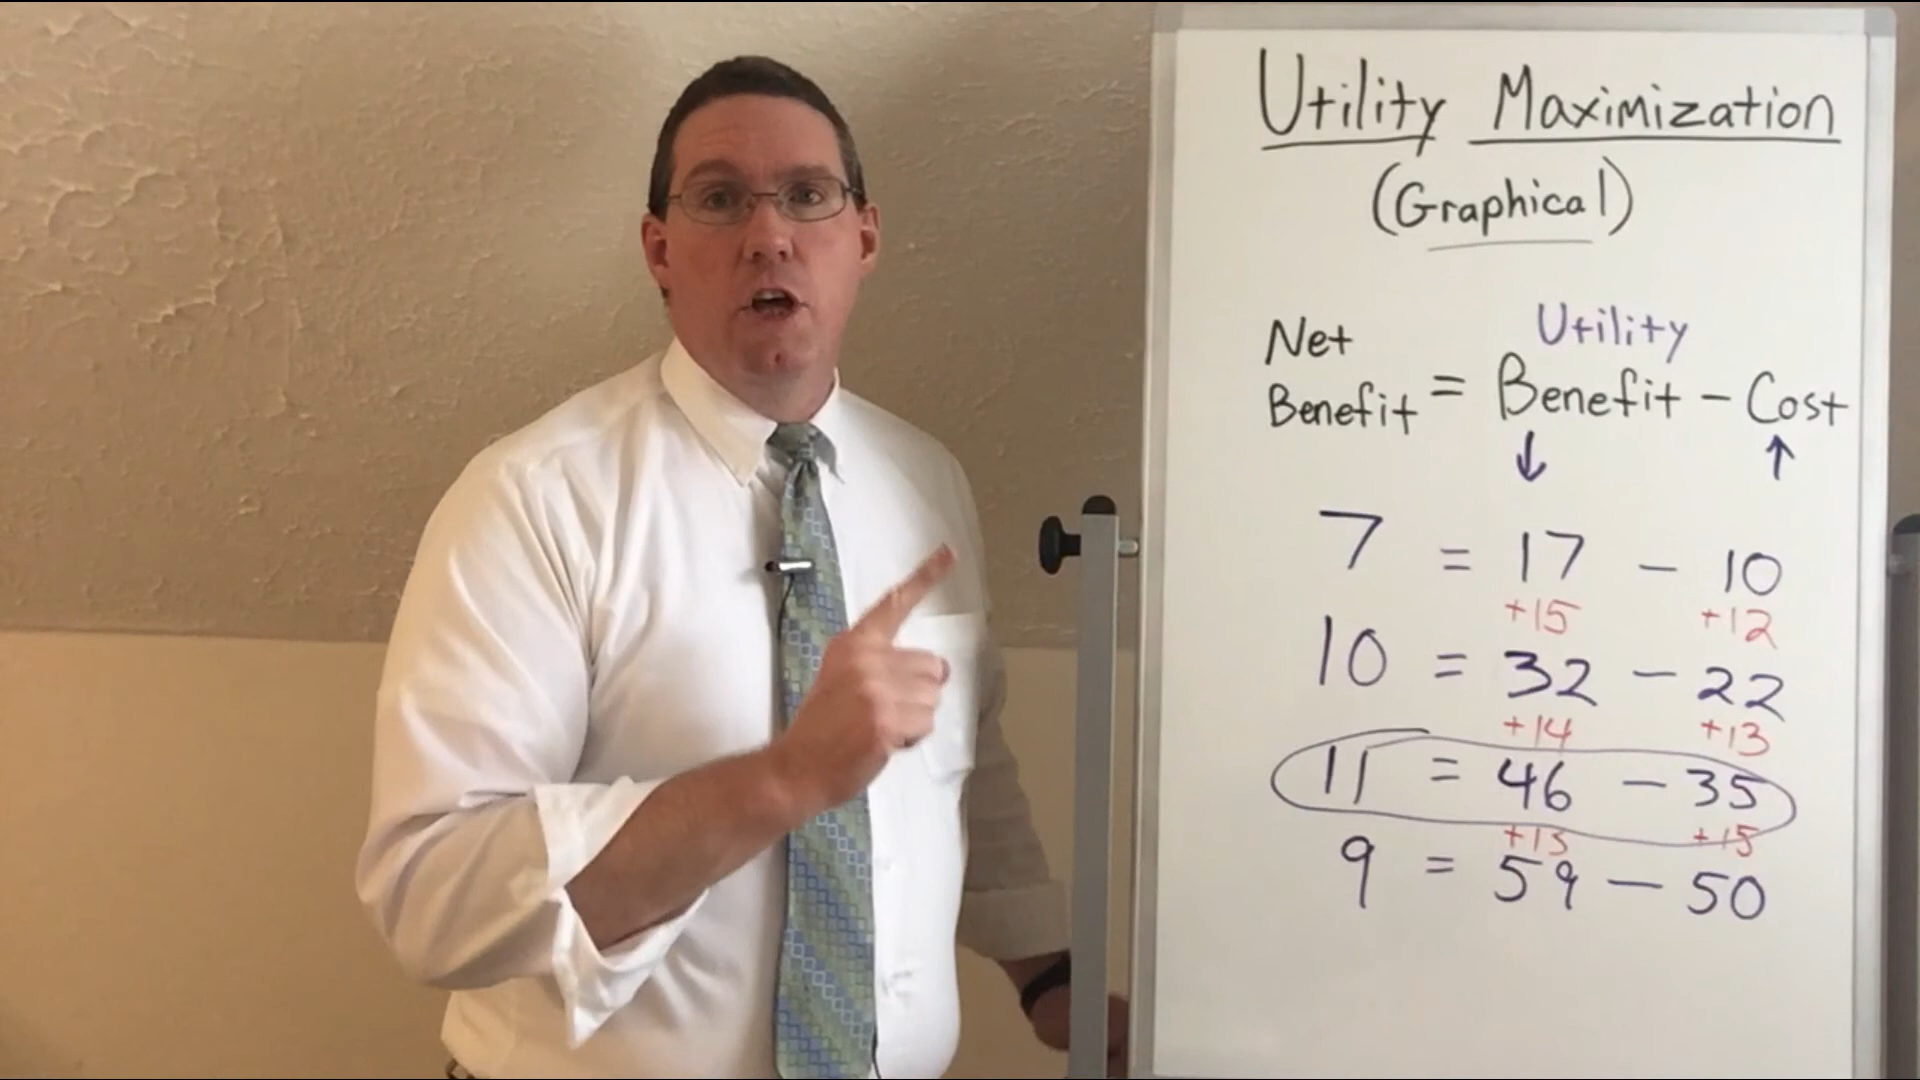 Utility Maximization
(Graphical)
Net Utility
Benefit = Benefit - Cost
↓ ↑
7 = 17 - 10
+15 +12
10 = 32 - 22
+14 +13
11 = 46 - 35
+13 +15
9 = 59 - 50